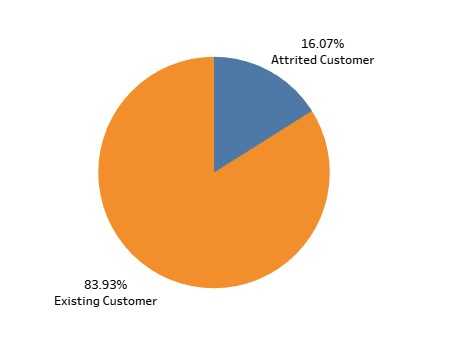 16.07%
Attrited Customer
83.93%
Existing Customer